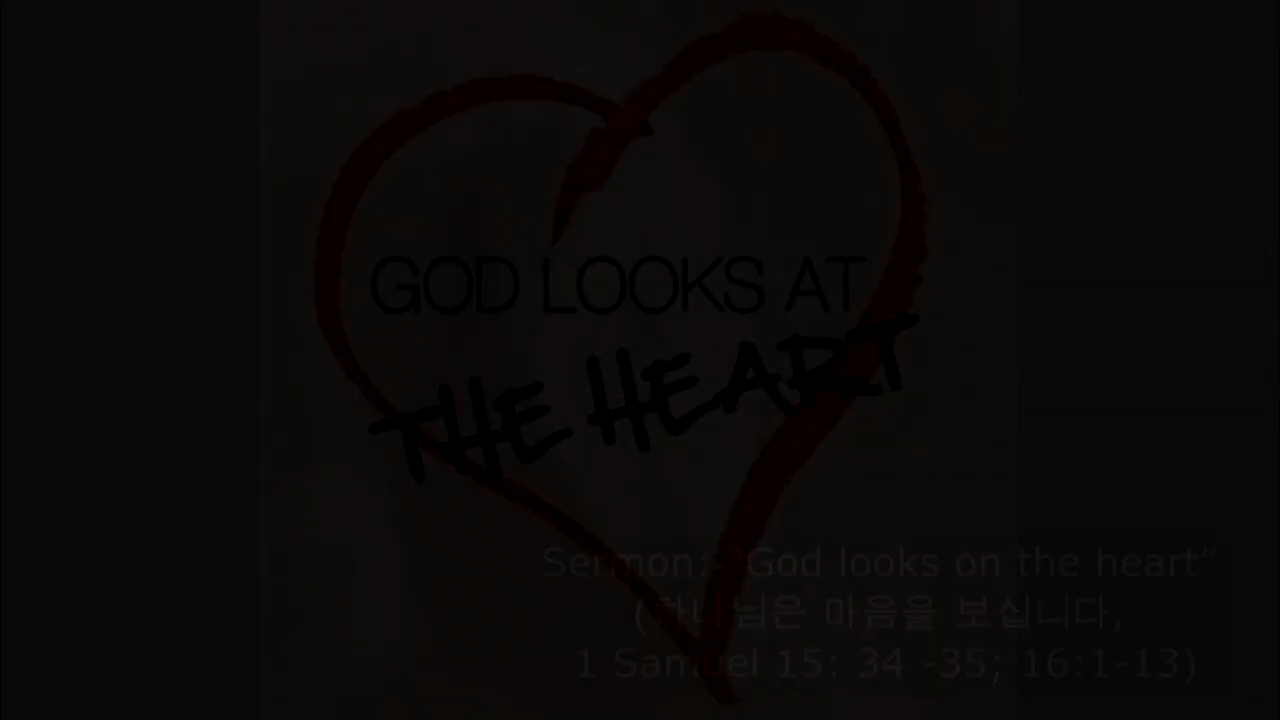 GOD LOOKS AT
THE HEART
Sermon: "God looks on the heart”
(하나님은 마음을 보십니다,
1 Samuel 15: 34 -35; 16:1-13)